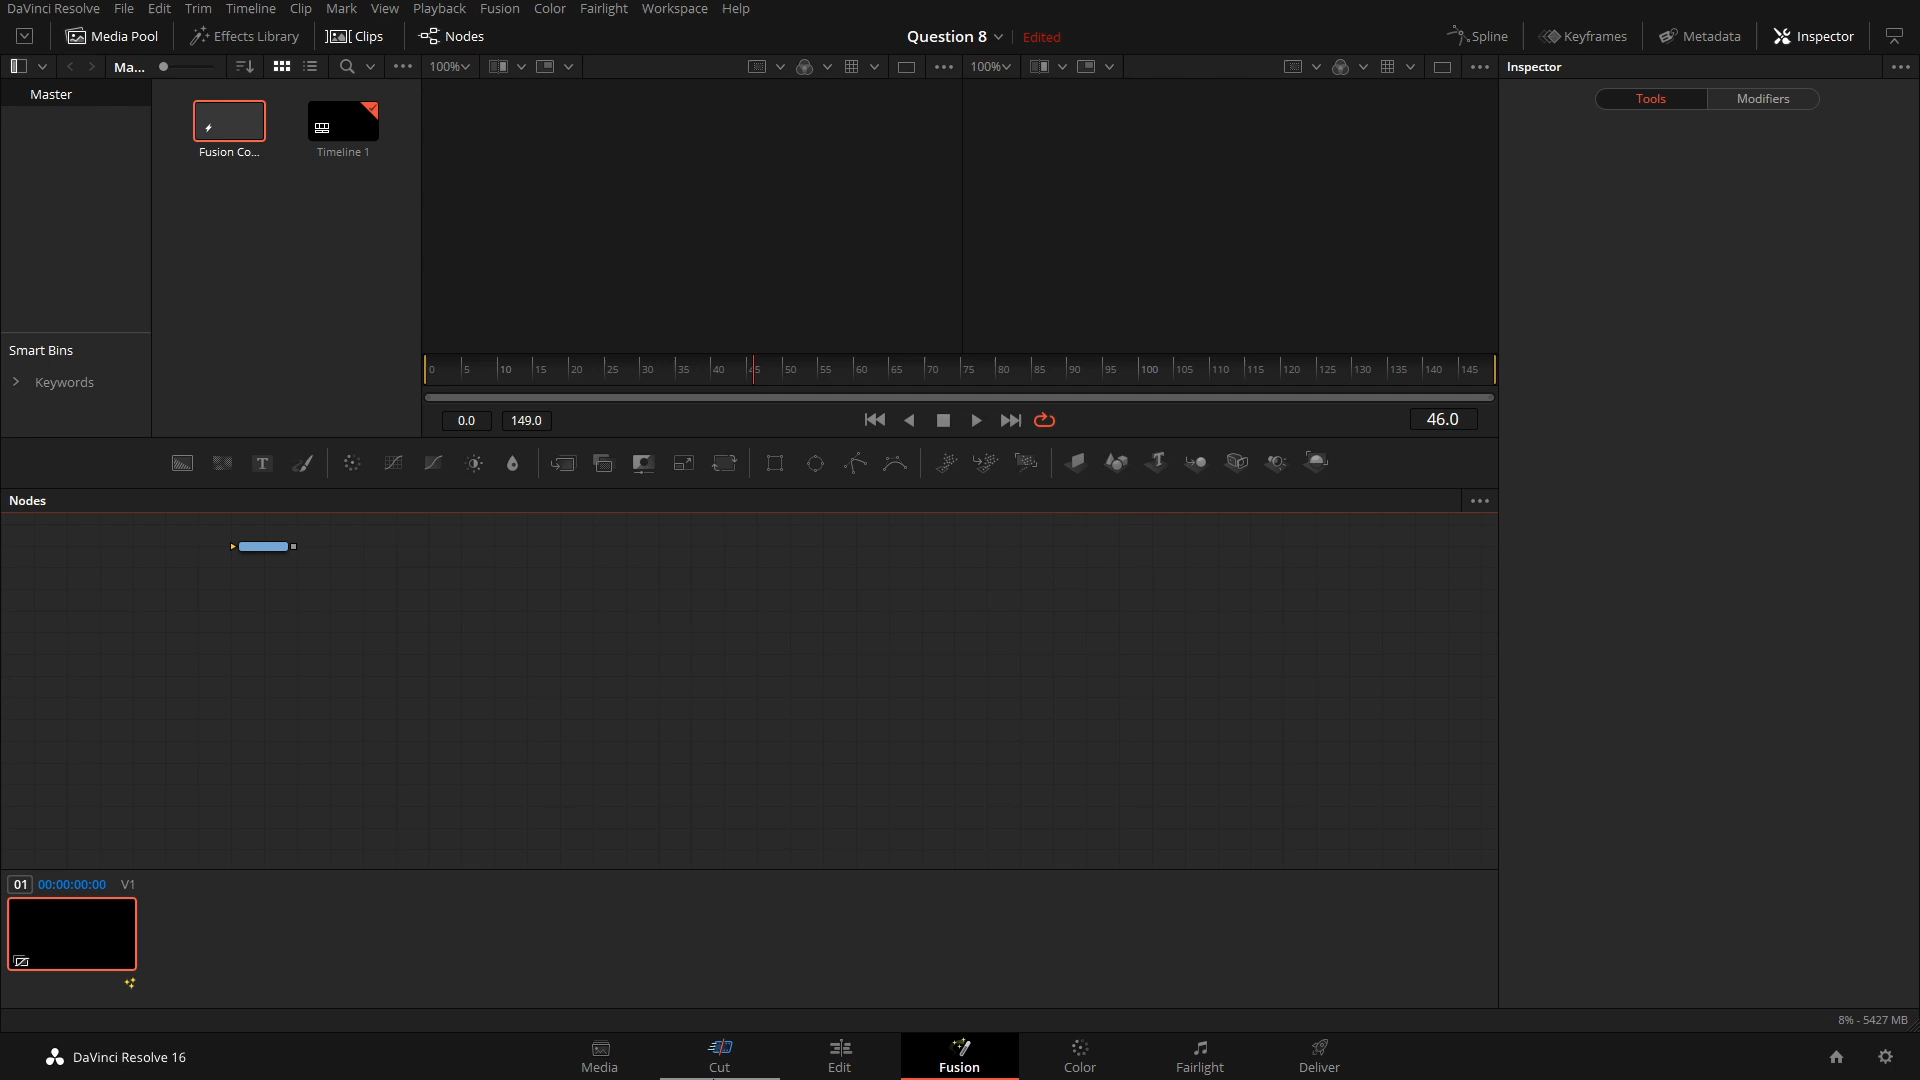 DaVinci Resolve File Edit Trim Timeline Clip Mark View Playback Fusion Color Fairlight Workspace Help
Media Pool Effects Library Clips Nodes Question 8 Edited Spline Keyframes Metadata Inspector
Ma... 100% 100% Inspector
Master
Tools Modifiers
Fusion Co... Timeline 1
Smart Bins
Keywords
0 5 10 15 20 25 30 35 40 45 50 55 60 65 70 75 80 85 90 95 100 105 110 115 120 125 130 135 140 145
0.0 149.0 46.0
T T
Nodes
01 00:00:00:00 V1
8% - 5427 MB
DaVinci Resolve 16
Media Cut Edit Fusion Color Fairlight Deliver